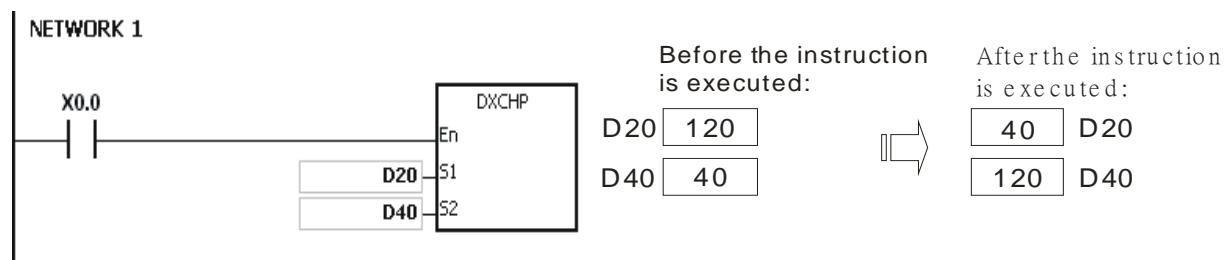 NETWORK 1
X0.0
DXCHP
En
D20 S1
D40 S2
Before the instruction
is executed:
D20 120
D40 40
After the instruction
is executed:
40 D20
120 D40